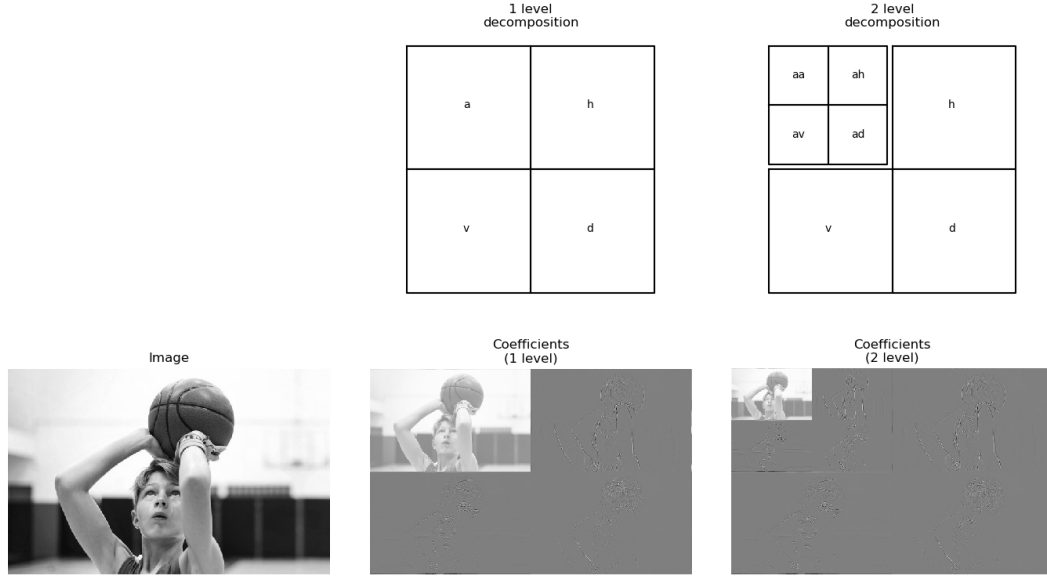 1 level
decomposition
2 level
decomposition
a
h
v
d
aa
ah
av
ad
h
v
d
Image
Coefficients
(1 level)
Coefficients
(2 level)